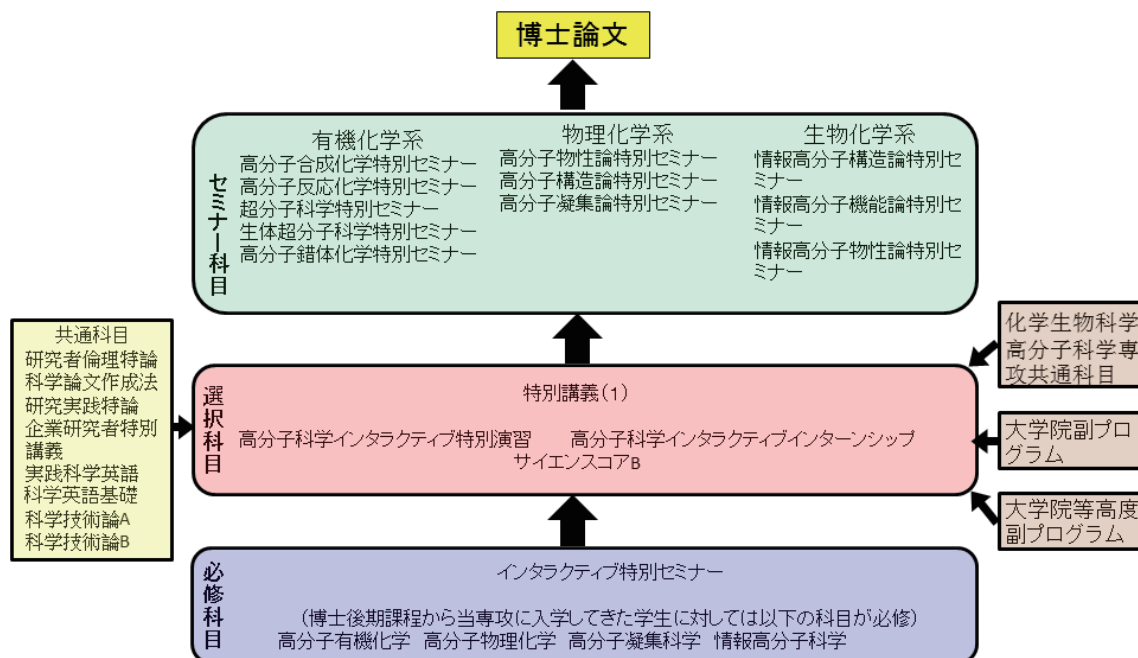 博士論文
セミナー科目
有機化学系
高分子合成化学特別セミナー
高分子反応化学特別セミナー
超分子科学特別セミナー
生体超分子科学特別セミナー
高分子錯体化学特別セミナー
物理化学系
高分子物性論特別セミナー
高分子構造論特別セミナー
高分子凝集論特別セミナー
生物化学系
情報高分子構造論特別セ
ミナー
情報高分子機能論特別セ
ミナー
情報高分子物性論特別セ
ミナー
共通科目
研究者倫理特論
科学論文作成法
研究実践特論
企業研究者特別
講義
実践科学英語
科学英語基礎
科学技術論A
科学技術論B
選択科目
特別講義(1)
高分子科学インタラクティブ特別演習 高分子科学インタラクティブインターンシップ
サイエンスコアB
化学生物科学
高分子科学専
攻共通科目
大学院副プロ
グラム
大学院等高度
副プログラム
必修科目
インタラクティブ特別セミナー
(博士後期課程から当専攻に入学してきた学生に対しては以下の科目が必修)
高分子有機化学 高分子物理化学 高分子凝集科学 情報高分子科学